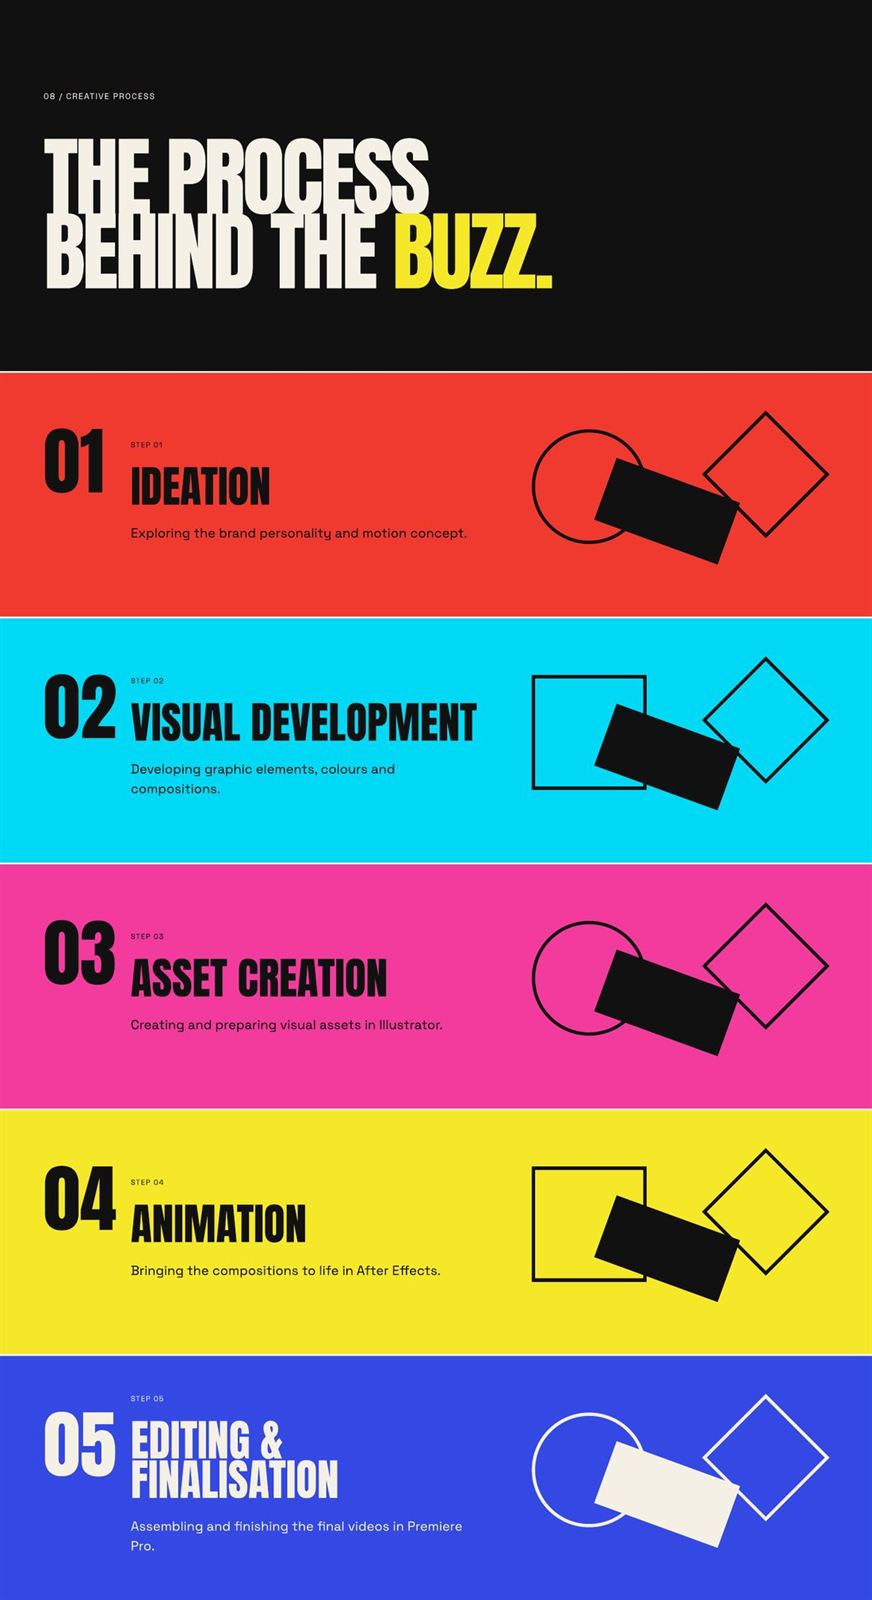 08 / CREATIVE PROCESS
THE PROCESS
BEHIND THE BUZZ.
01
STEP 01
IDEATION
Exploring the brand personality and motion concept.
02
STEP 02
VISUAL DEVELOPMENT
Developing graphic elements, colours and
compositions.
03
STEP 03
ASSET CREATION
Creating and preparing visual assets in Illustrator.
04
STEP 04
ANIMATION
Bringing the compositions to life in After Effects.
05
STEP 05
EDITING &
FINALISATION
Assembling and finishing the final videos in Premiere
Pro.